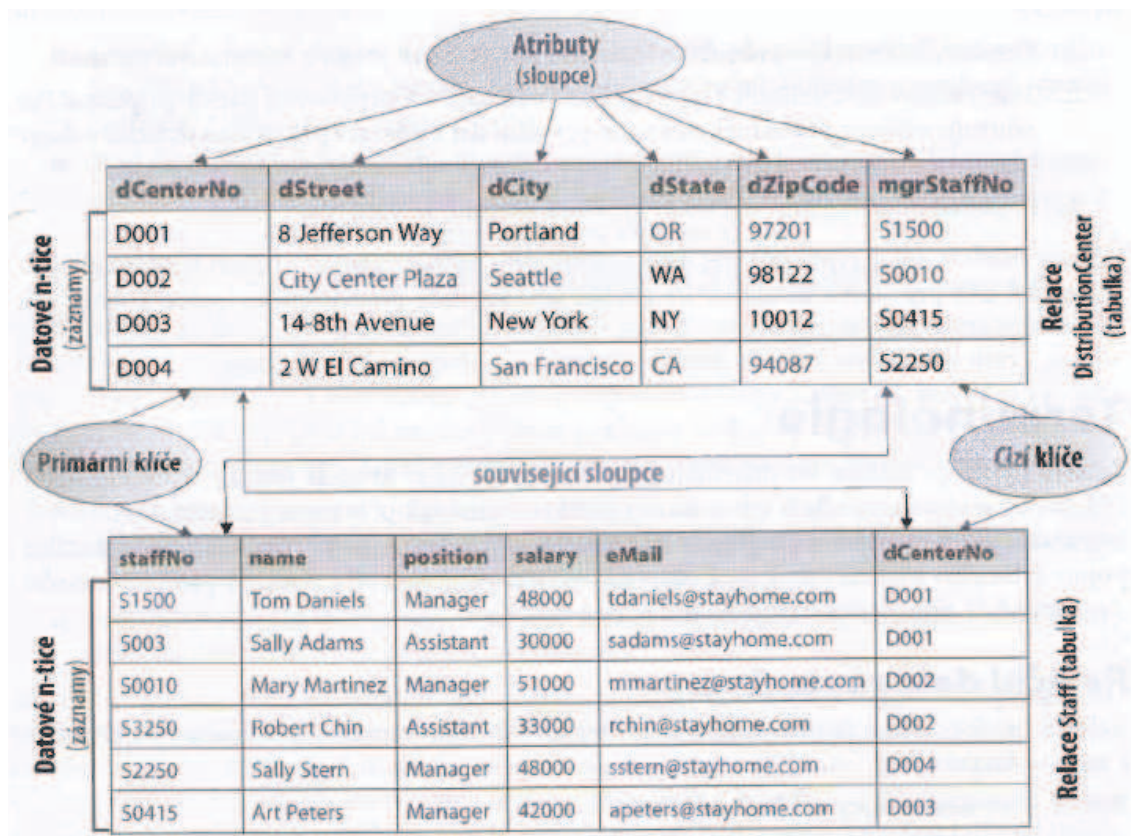 Atributy
(sloupce)
dCenterNo dStreet dCity dState dZipCode mgrStaffNo
D001 8 Jefferson Way Portland OR 97201 S1500
D002 City Center Plaza Seattle WA 98122 S0010
D003 14-8th Avenue New York NY 10012 S0415
D004 2 W El Camino San Francisco CA 94087 S2250
Datové n-tice
(záznamy)
Relace
DistributionCenter
(tabulka)
Primární klíče
související sloupce
Cizí klíče
staffNo name position salary eMail dCenterNo
S1500 Tom Daniels Manager 48000 tdaniels@stayhome.com D001
S003 Sally Adams Assistant 30000 sadams@stayhome.com D001
S0010 Mary Martinez Manager 51000 mmartinez@stayhome.com D002
S3250 Robert Chin Assistant 33000 rchin@stayhome.com D002
S2250 Sally Stern Manager 48000 sstern@stayhome.com D004
S0415 Art Peters Manager 42000 apeters@stayhome.com D003
Datové n-tice
(záznamy)
Relace Staff (tabulka)